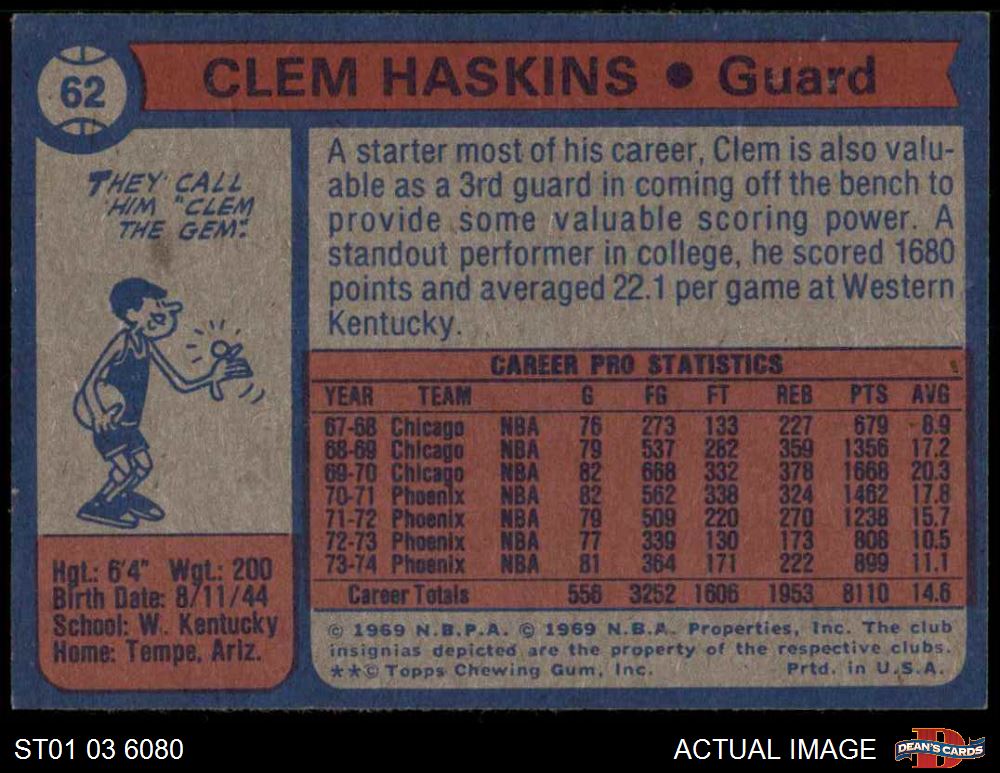 62
CLEM HASKINS • Guard
THEY CALL
HIM "CLEM
THE GEM".
A starter most of his career, Clem is also valu-
able as a 3rd guard in coming off the bench to
provide some valuable scoring power. A
standout performer in college, he scored 1680
points and averaged 22.1 per game at Western
Kentucky.
CAREER PRO STATISTICS
YEAR TEAM G FG FT REB PTS AVG
67-68 Chicago NBA 76 273 133 227 679 8.9
68-69 Chicago NBA 79 537 282 359 1356 17.2
69-70 Chicago NBA 82 668 332 378 1668 20.3
70-71 Phoenix NBA 82 562 338 324 1462 17.8
71-72 Phoenix NBA 79 509 220 270 1238 15.7
72-73 Phoenix NBA 77 339 130 173 808 10.5
73-74 Phoenix NBA 81 364 171 222 899 11.1
Career Totals 556 3252 1606 1953 8110 14.6
Hgt.: 6'4" Wgt.: 200
Birth Date: 8/11/44
School: W. Kentucky
Home: Tempe, Ariz.
© 1969 N.B.P.A. © 1969 N.B.A. Properties, Inc. The club
insignias depicted are the property of the respective clubs.
**© Topps Chewing Gum, Inc. Prtd. in U.S.A.
ST01 03 6080
ACTUAL IMAGE
DEAN'S CARDS